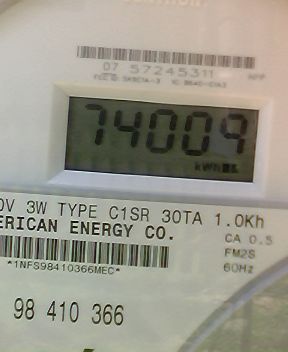 07 57245311
74009
kWh
0V 3W TYPE C1SR 30TA 1.0Kh
ERICAN ENERGY CO.
CA 0.5
*1NFS98410366MEC*
FM2S
60Hz
98 410 366